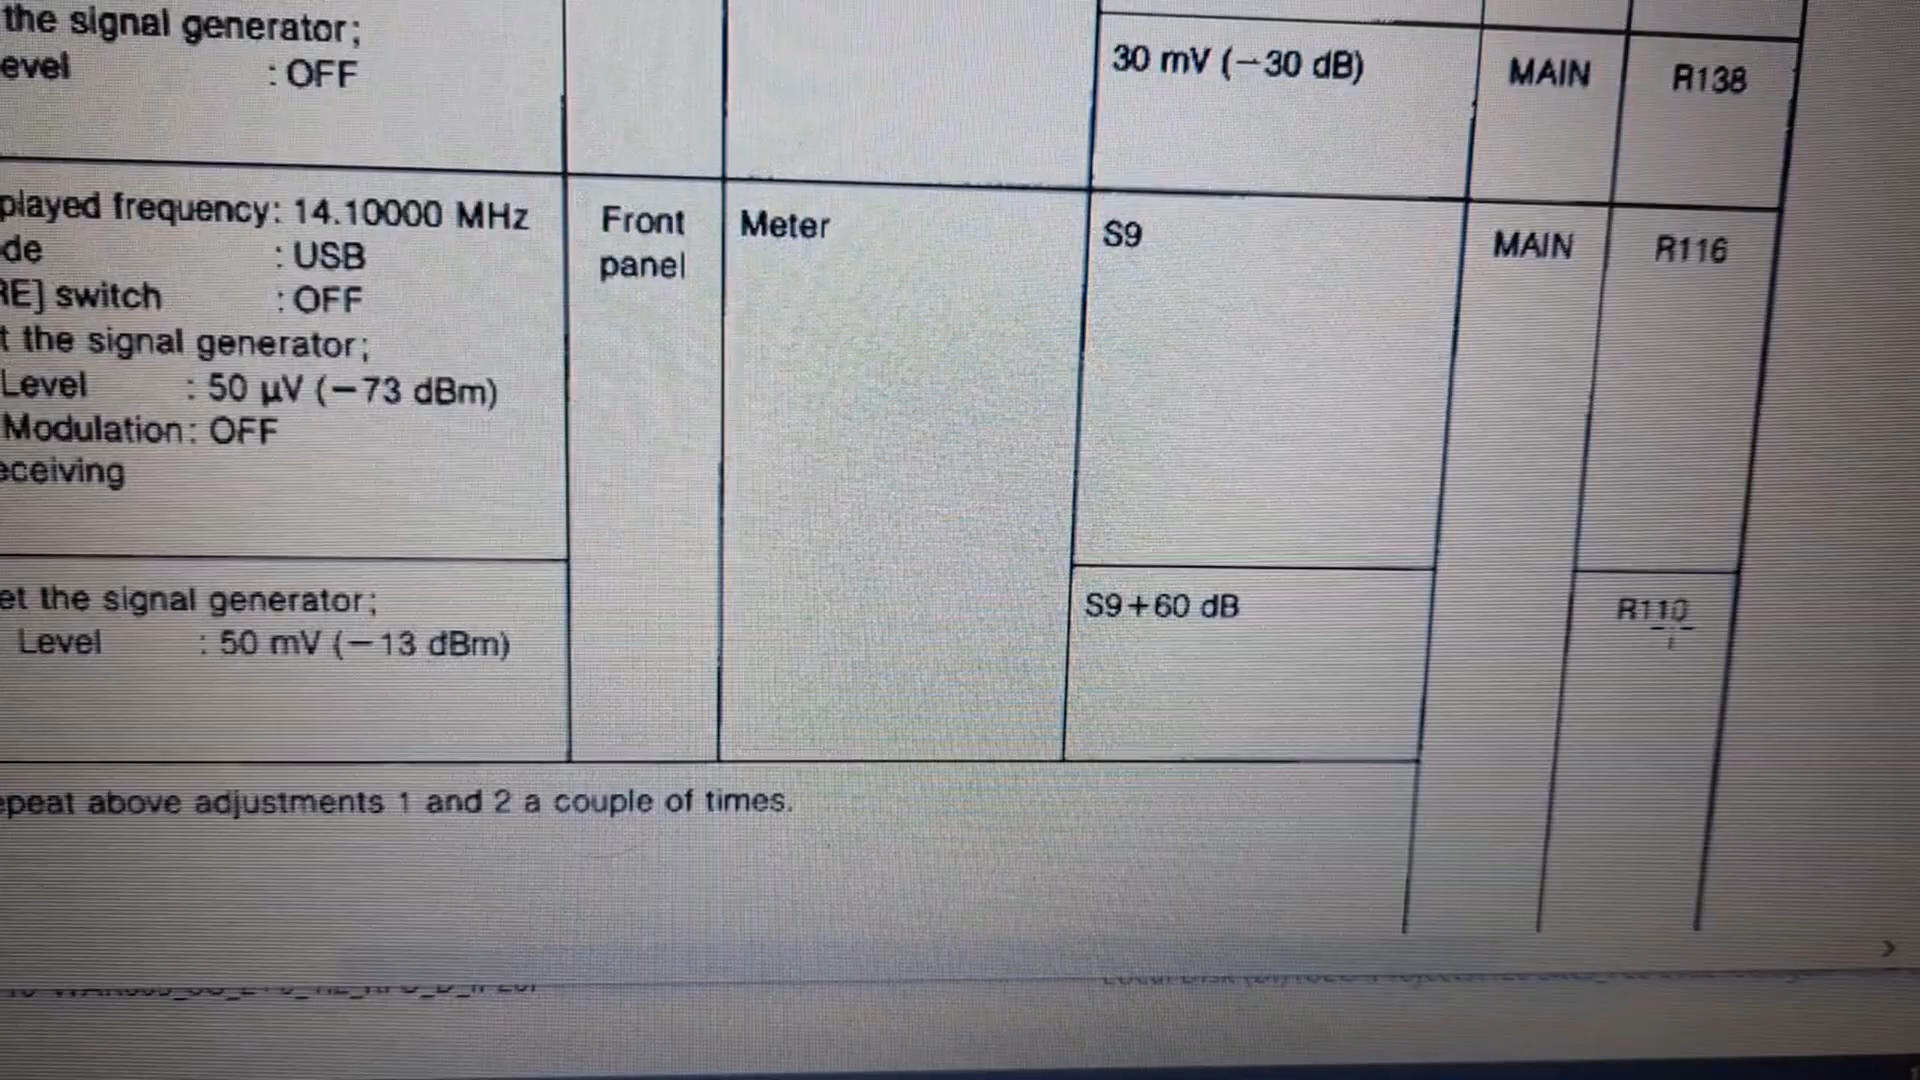 the signal generator;
evel : OFF
30 mV (−30 dB) MAIN R138
played frequency: 14.10000 MHz
de : USB
RE] switch : OFF
t the signal generator;
Level : 50 µV (−73 dBm)
Modulation: OFF
eceiving
Front
panel
Meter
S9
MAIN
R116
et the signal generator;
Level : 50 mV (−13 dBm)
S9+60 dB
R110
epeat above adjustments 1 and 2 a couple of times.